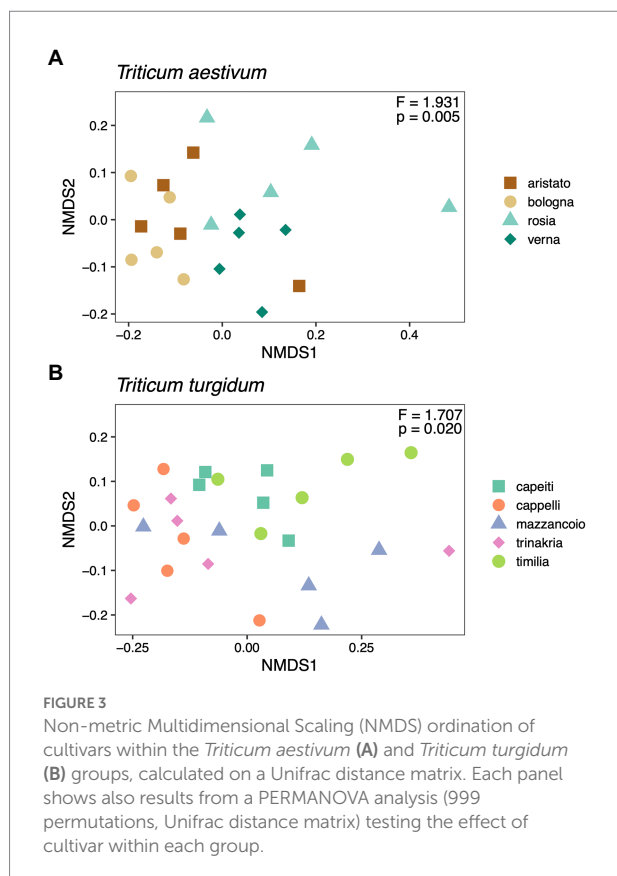 A
Triticum aestivum
F = 1.931
p = 0.005
0.2
0.1
0.0
−0.1
−0.2
NMDS2
−0.2
0.0
0.2
0.4
NMDS1
aristato
bologna
rosia
verna
B
Triticum turgidum
F = 1.707
p = 0.020
0.2
0.1
0.0
−0.1
−0.2
NMDS2
−0.25
0.00
0.25
NMDS1
capeiti
cappelli
mazzancoio
trinakria
timilia
FIGURE 3
Non-metric Multidimensional Scaling (NMDS) ordination of
cultivars within the Triticum aestivum (A) and Triticum turgidum
(B) groups, calculated on a Unifrac distance matrix. Each panel
shows also results from a PERMANOVA analysis (999
permutations, Unifrac distance matrix) testing the effect of
cultivar within each group.